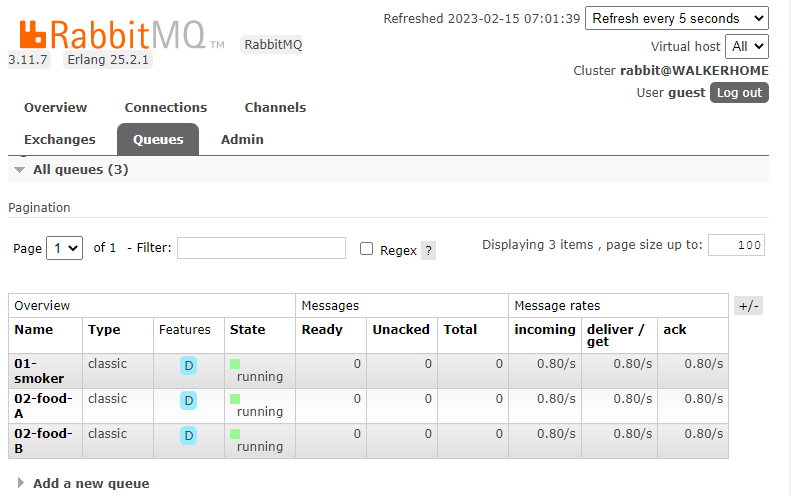 Refreshed 2023-02-15 07:01:39 Refresh every 5 seconds
RabbitMQ TM RabbitMQ
3.11.7 Erlang 25.2.1
Virtual host All
Cluster rabbit@WALKERHOME
User guest Log out
Overview Connections Channels
Exchanges Queues Admin
All queues (3)
Pagination
Page 1 of 1 - Filter: Regex ? Displaying 3 items , page size up to: 100
Overview Messages Message rates +/-
Name Type Features State Ready Unacked Total incoming deliver / get ack
01-smoker classic D running 0 0 0 0.80/s 0.80/s 0.80/s
02-food-A classic D running 0 0 0 0.80/s 0.80/s 0.80/s
02-food-B classic D running 0 0 0 0.80/s 0.80/s 0.80/s
Add a new queue